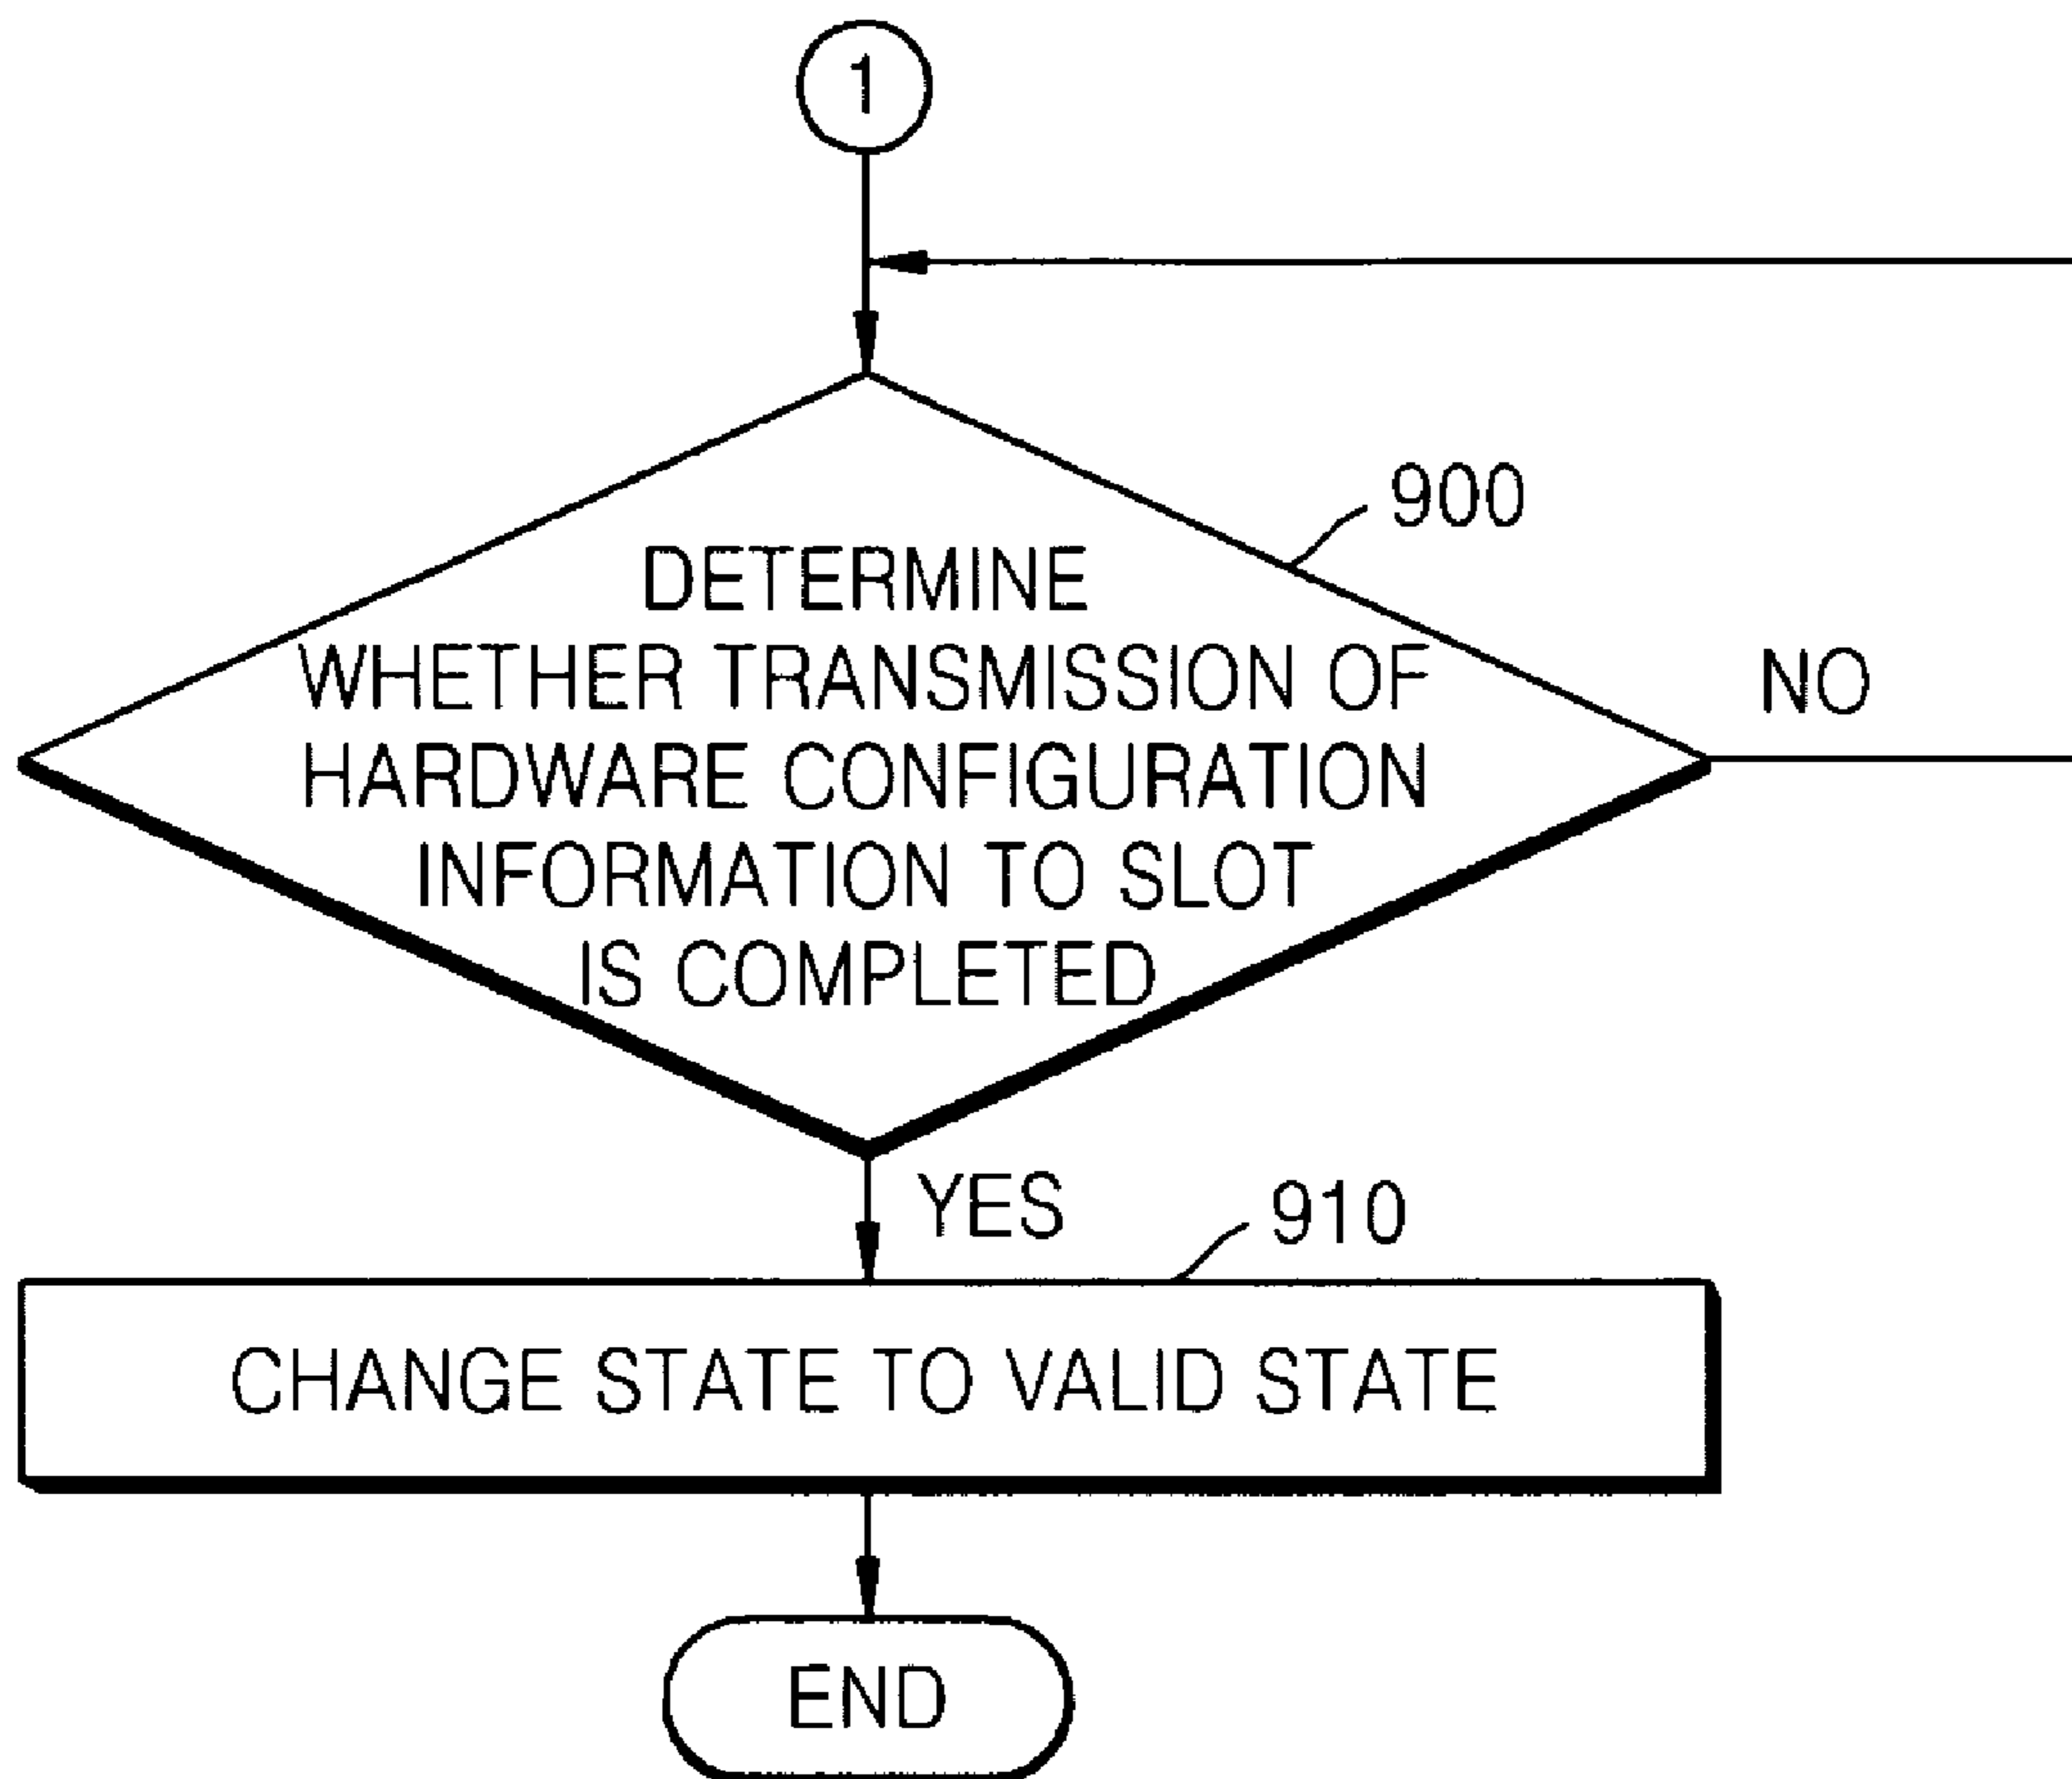 1
900
DETERMINE
WHETHER TRANSMISSION OF
HARDWARE CONFIGURATION
INFORMATION TO SLOT
IS COMPLETED
NO
YES
910
CHANGE STATE TO VALID STATE
END